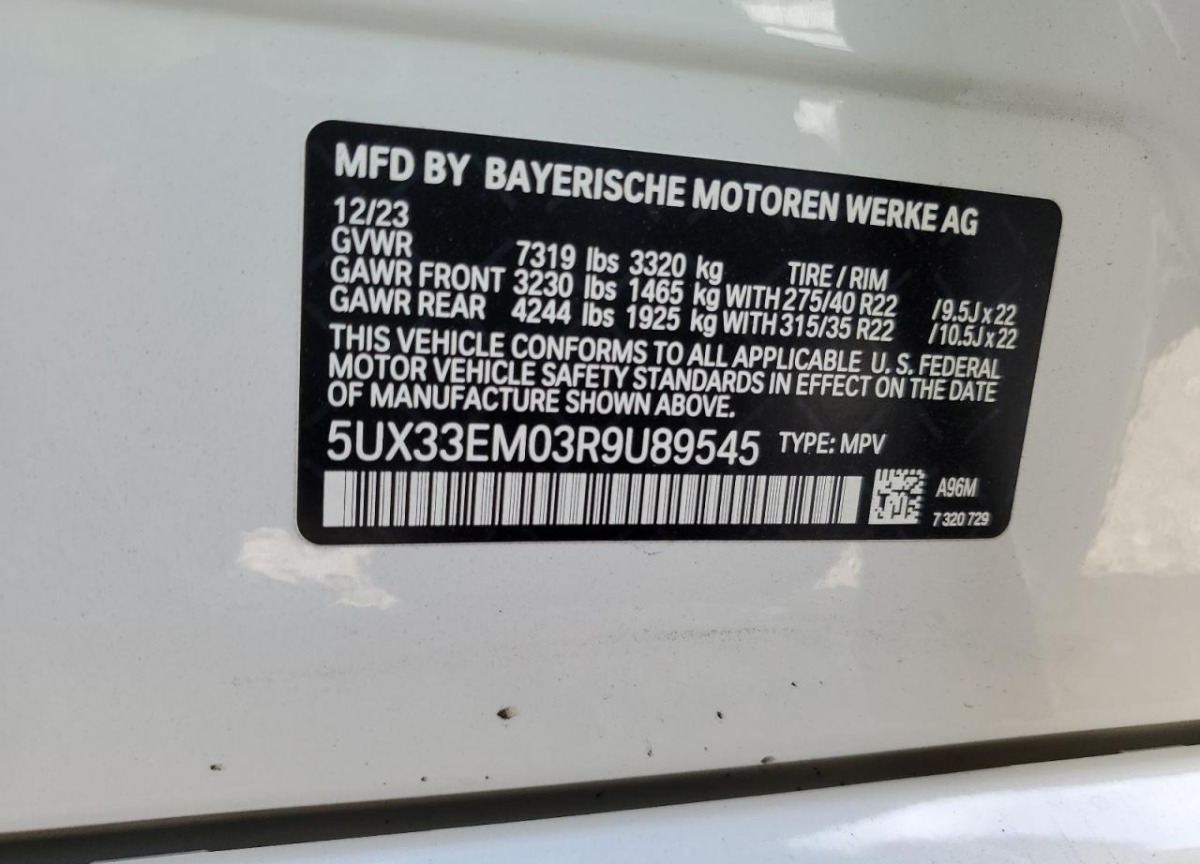 MFD BY BAYERISCHE MOTOREN WERKE AG
12/23
GVWR 7319 lbs 3320 kg TIRE / RIM
GAWR FRONT 3230 lbs 1465 kg WITH 275/40 R22 /9.5J x 22
GAWR REAR 4244 lbs 1925 kg WITH 315/35 R22 /10.5J x 22
THIS VEHICLE CONFORMS TO ALL APPLICABLE U. S. FEDERAL
MOTOR VEHICLE SAFETY STANDARDS IN EFFECT ON THE DATE
OF MANUFACTURE SHOWN ABOVE.
5UX33EM03R9U89545 TYPE: MPV
A96M
7 320 729